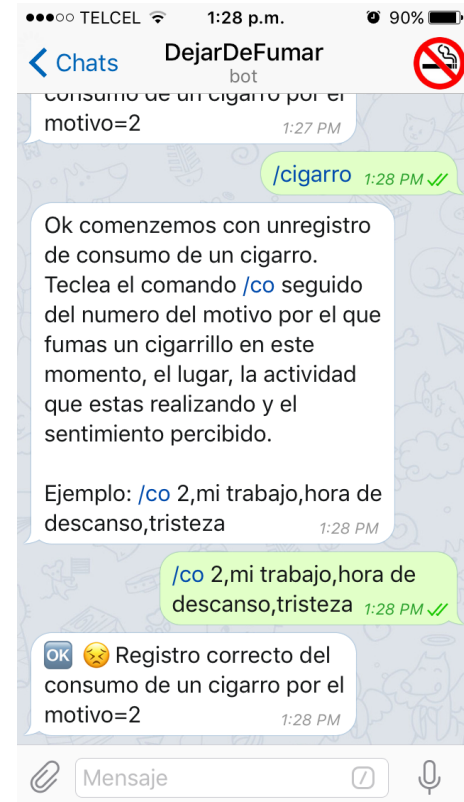 TELCEL 1:28 p.m. 90%
Chats DejarDeFumar
bot
consumo de un cigarro por el
motivo=2 1:27 PM
/cigarro 1:28 PM
Ok comenzemos con unregistro
de consumo de un cigarro.
Teclea el comando /co seguido
del numero del motivo por el que
fumas un cigarrillo en este
momento, el lugar, la actividad
que estas realizando y el
sentimiento percibido.
Ejemplo: /co 2,mi trabajo,hora de
descanso,tristeza 1:28 PM
/co 2,mi trabajo,hora de
descanso,tristeza 1:28 PM
OK Registro correcto del
consumo de un cigarro por el
motivo=2 1:28 PM
Mensaje /